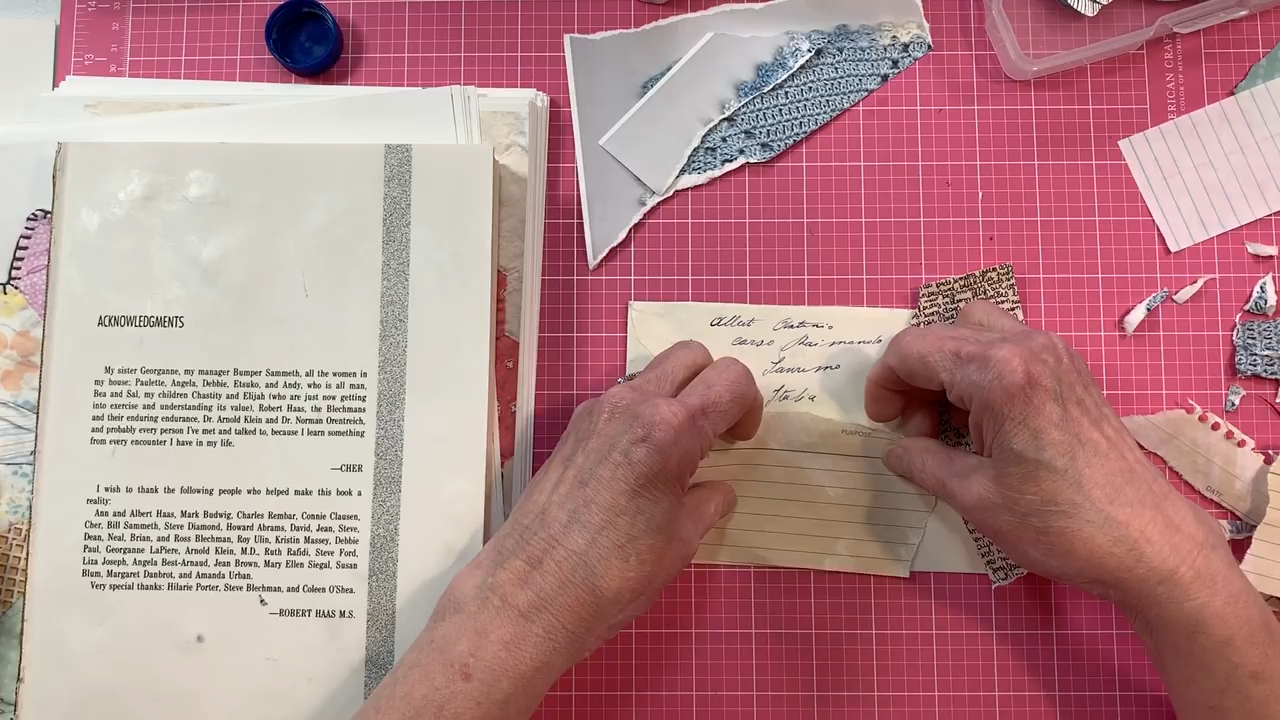 14
33
32
31
13
30
ACKNOWLEDGMENTS
My sister Georganne, my manager Bumper Sammeth, all the women in
my house; Paulette, Angela, Debbie, Etsuko, and Andy, who is all man,
Bea and Sal, my children Chastity and Elijah (who are just now getting
into exercise and understanding its value), Robert Haas, the Blechmans
and their enduring endurance, Dr. Arnold Klein and Dr. Norman Orentreich,
and probably every person I've met and talked to, because I learn something
from every encounter I have in my life.
—CHER
I wish to thank the following people who helped make this book a
reality:
Ann and Albert Haas, Mark Budwig, Charles Rembar, Connie Clausen,
Cher, Bill Sammeth, Steve Diamond, Howard Abrams, David, Jean, Steve,
Dean, Neal, Brian, and Ross Blechman, Roy Ulin, Kristin Massey, Debbie
Paul, Georganne LaPiere, Arnold Klein, M.D., Ruth Rafidi, Steve Ford,
Liza Joseph, Angela Best-Arnaud, Jean Brown, Mary Ellen Siegal, Susan
Blum, Margaret Danbrot, and Amanda Urban.
Very special thanks: Hilarie Porter, Steve Blechman, and Coleen O'Shea.
—ROBERT HAAS M.S.
Sanremo
Italia
PURPOSE
DATE